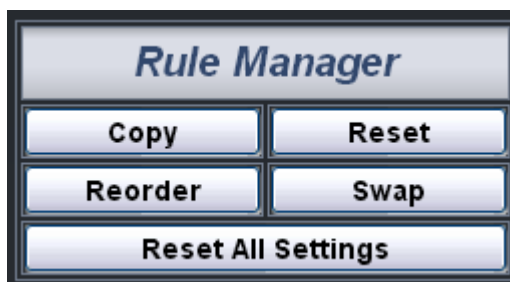 Rule Manager
Copy Reset
Reorder Swap
Reset All Settings